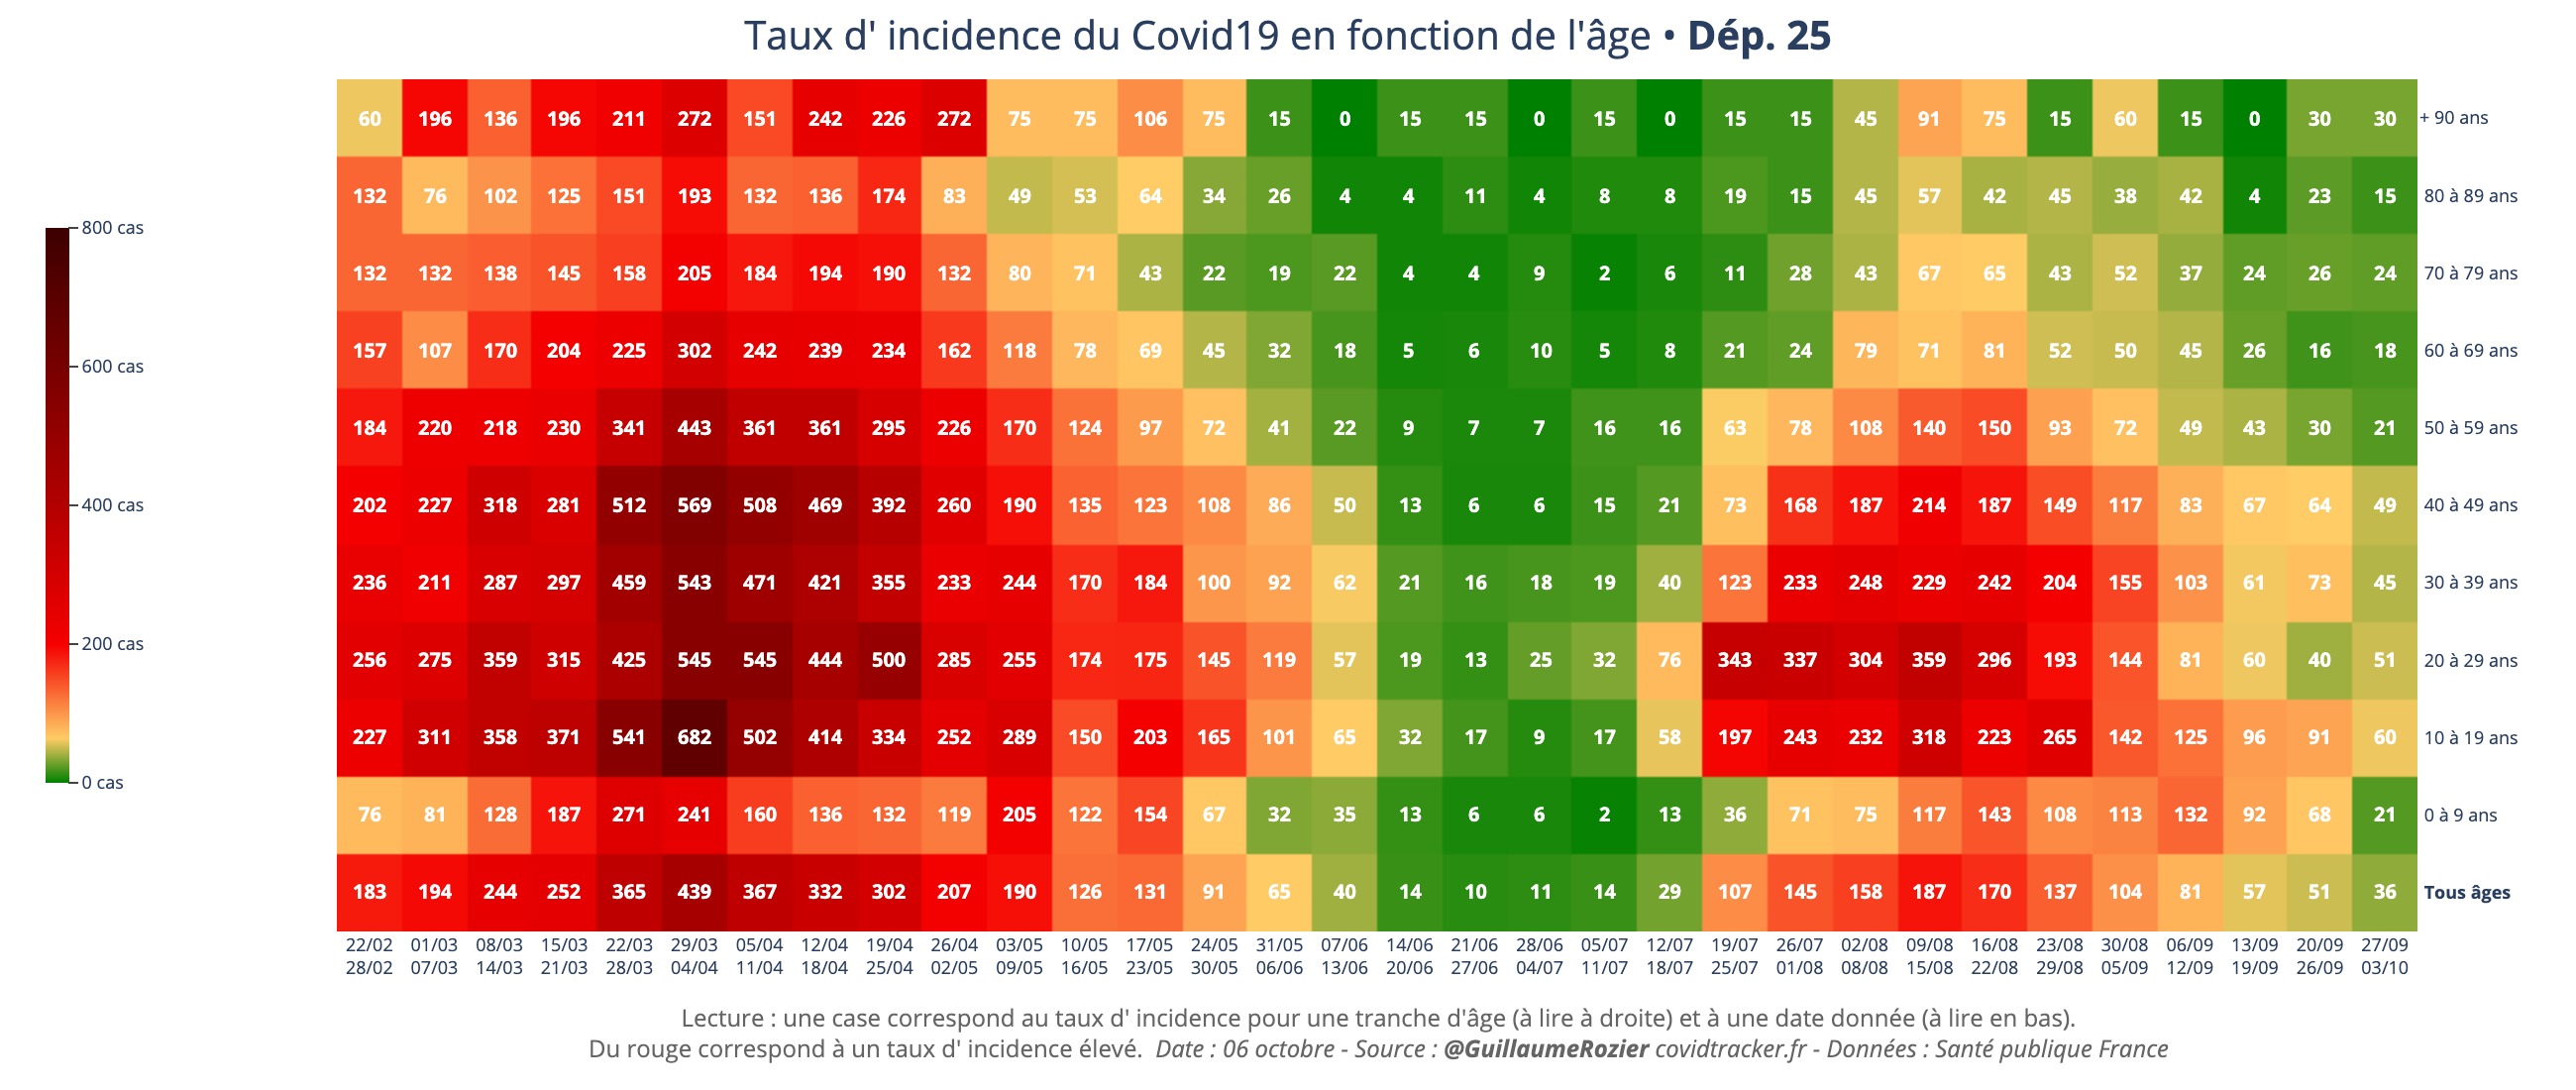 Taux d' incidence du Covid19 en fonction de l'âge • Dép. 25
800 cas
600 cas
400 cas
200 cas
0 cas
60 196 136 196 211 272 151 242 226 272 75 75 106 75 15 0 15 15 0 15 0 15 15 45 91 75 15 60 15 0 30 30 + 90 ans
132 76 102 125 151 193 132 136 174 83 49 53 64 34 26 4 4 11 4 8 8 19 15 45 57 42 45 38 42 4 23 15 80 à 89 ans
132 132 138 145 158 205 184 194 190 132 80 71 43 22 19 22 4 4 9 2 6 11 28 43 67 65 43 52 37 24 26 24 70 à 79 ans
157 107 170 204 225 302 242 239 234 162 118 78 69 45 32 18 5 6 10 5 8 21 24 79 71 81 52 50 45 26 16 18 60 à 69 ans
184 220 218 230 341 443 361 361 295 226 170 124 97 72 41 22 9 7 7 16 16 63 78 108 140 150 93 72 49 43 30 21 50 à 59 ans
202 227 318 281 512 569 508 469 392 260 190 135 123 108 86 50 13 6 6 15 21 73 168 187 214 187 149 117 83 67 64 49 40 à 49 ans
236 211 287 297 459 543 471 421 355 233 244 170 184 100 92 62 21 16 18 19 40 123 233 248 229 242 204 155 103 61 73 45 30 à 39 ans
256 275 359 315 425 545 545 444 500 285 255 174 175 145 119 57 19 13 25 32 76 343 337 304 359 296 193 144 81 60 40 51 20 à 29 ans
227 311 358 371 541 682 502 414 334 252 289 150 203 165 101 65 32 17 9 17 58 197 243 232 318 223 265 142 125 96 91 60 10 à 19 ans
76 81 128 187 271 241 160 136 132 119 205 122 154 67 32 35 13 6 6 2 13 36 71 75 117 143 108 113 132 92 68 21 0 à 9 ans
183 194 244 252 365 439 367 332 302 207 190 126 131 91 65 40 14 10 11 14 29 107 145 158 187 170 137 104 81 57 51 36 Tous âges
22/02 01/03 08/03 15/03 22/03 29/03 05/04 12/04 19/04 26/04 03/05 10/05 17/05 24/05 31/05 07/06 14/06 21/06 28/06 05/07 12/07 19/07 26/07 02/08 09/08 16/08 23/08 30/08 06/09 13/09 20/09 27/09
28/02 07/03 14/03 21/03 28/03 04/04 11/04 18/04 25/04 02/05 09/05 16/05 23/05 30/05 06/06 13/06 20/06 27/06 04/07 11/07 18/07 25/07 01/08 08/08 15/08 22/08 29/08 05/09 12/09 19/09 26/09 03/10
Lecture : une case correspond au taux d' incidence pour une tranche d'âge (à lire à droite) et à une date donnée (à lire en bas).
Du rouge correspond à un taux d' incidence élevé. Date : 06 octobre - Source : @GuillaumeRozier covidtracker.fr - Données : Santé publique France